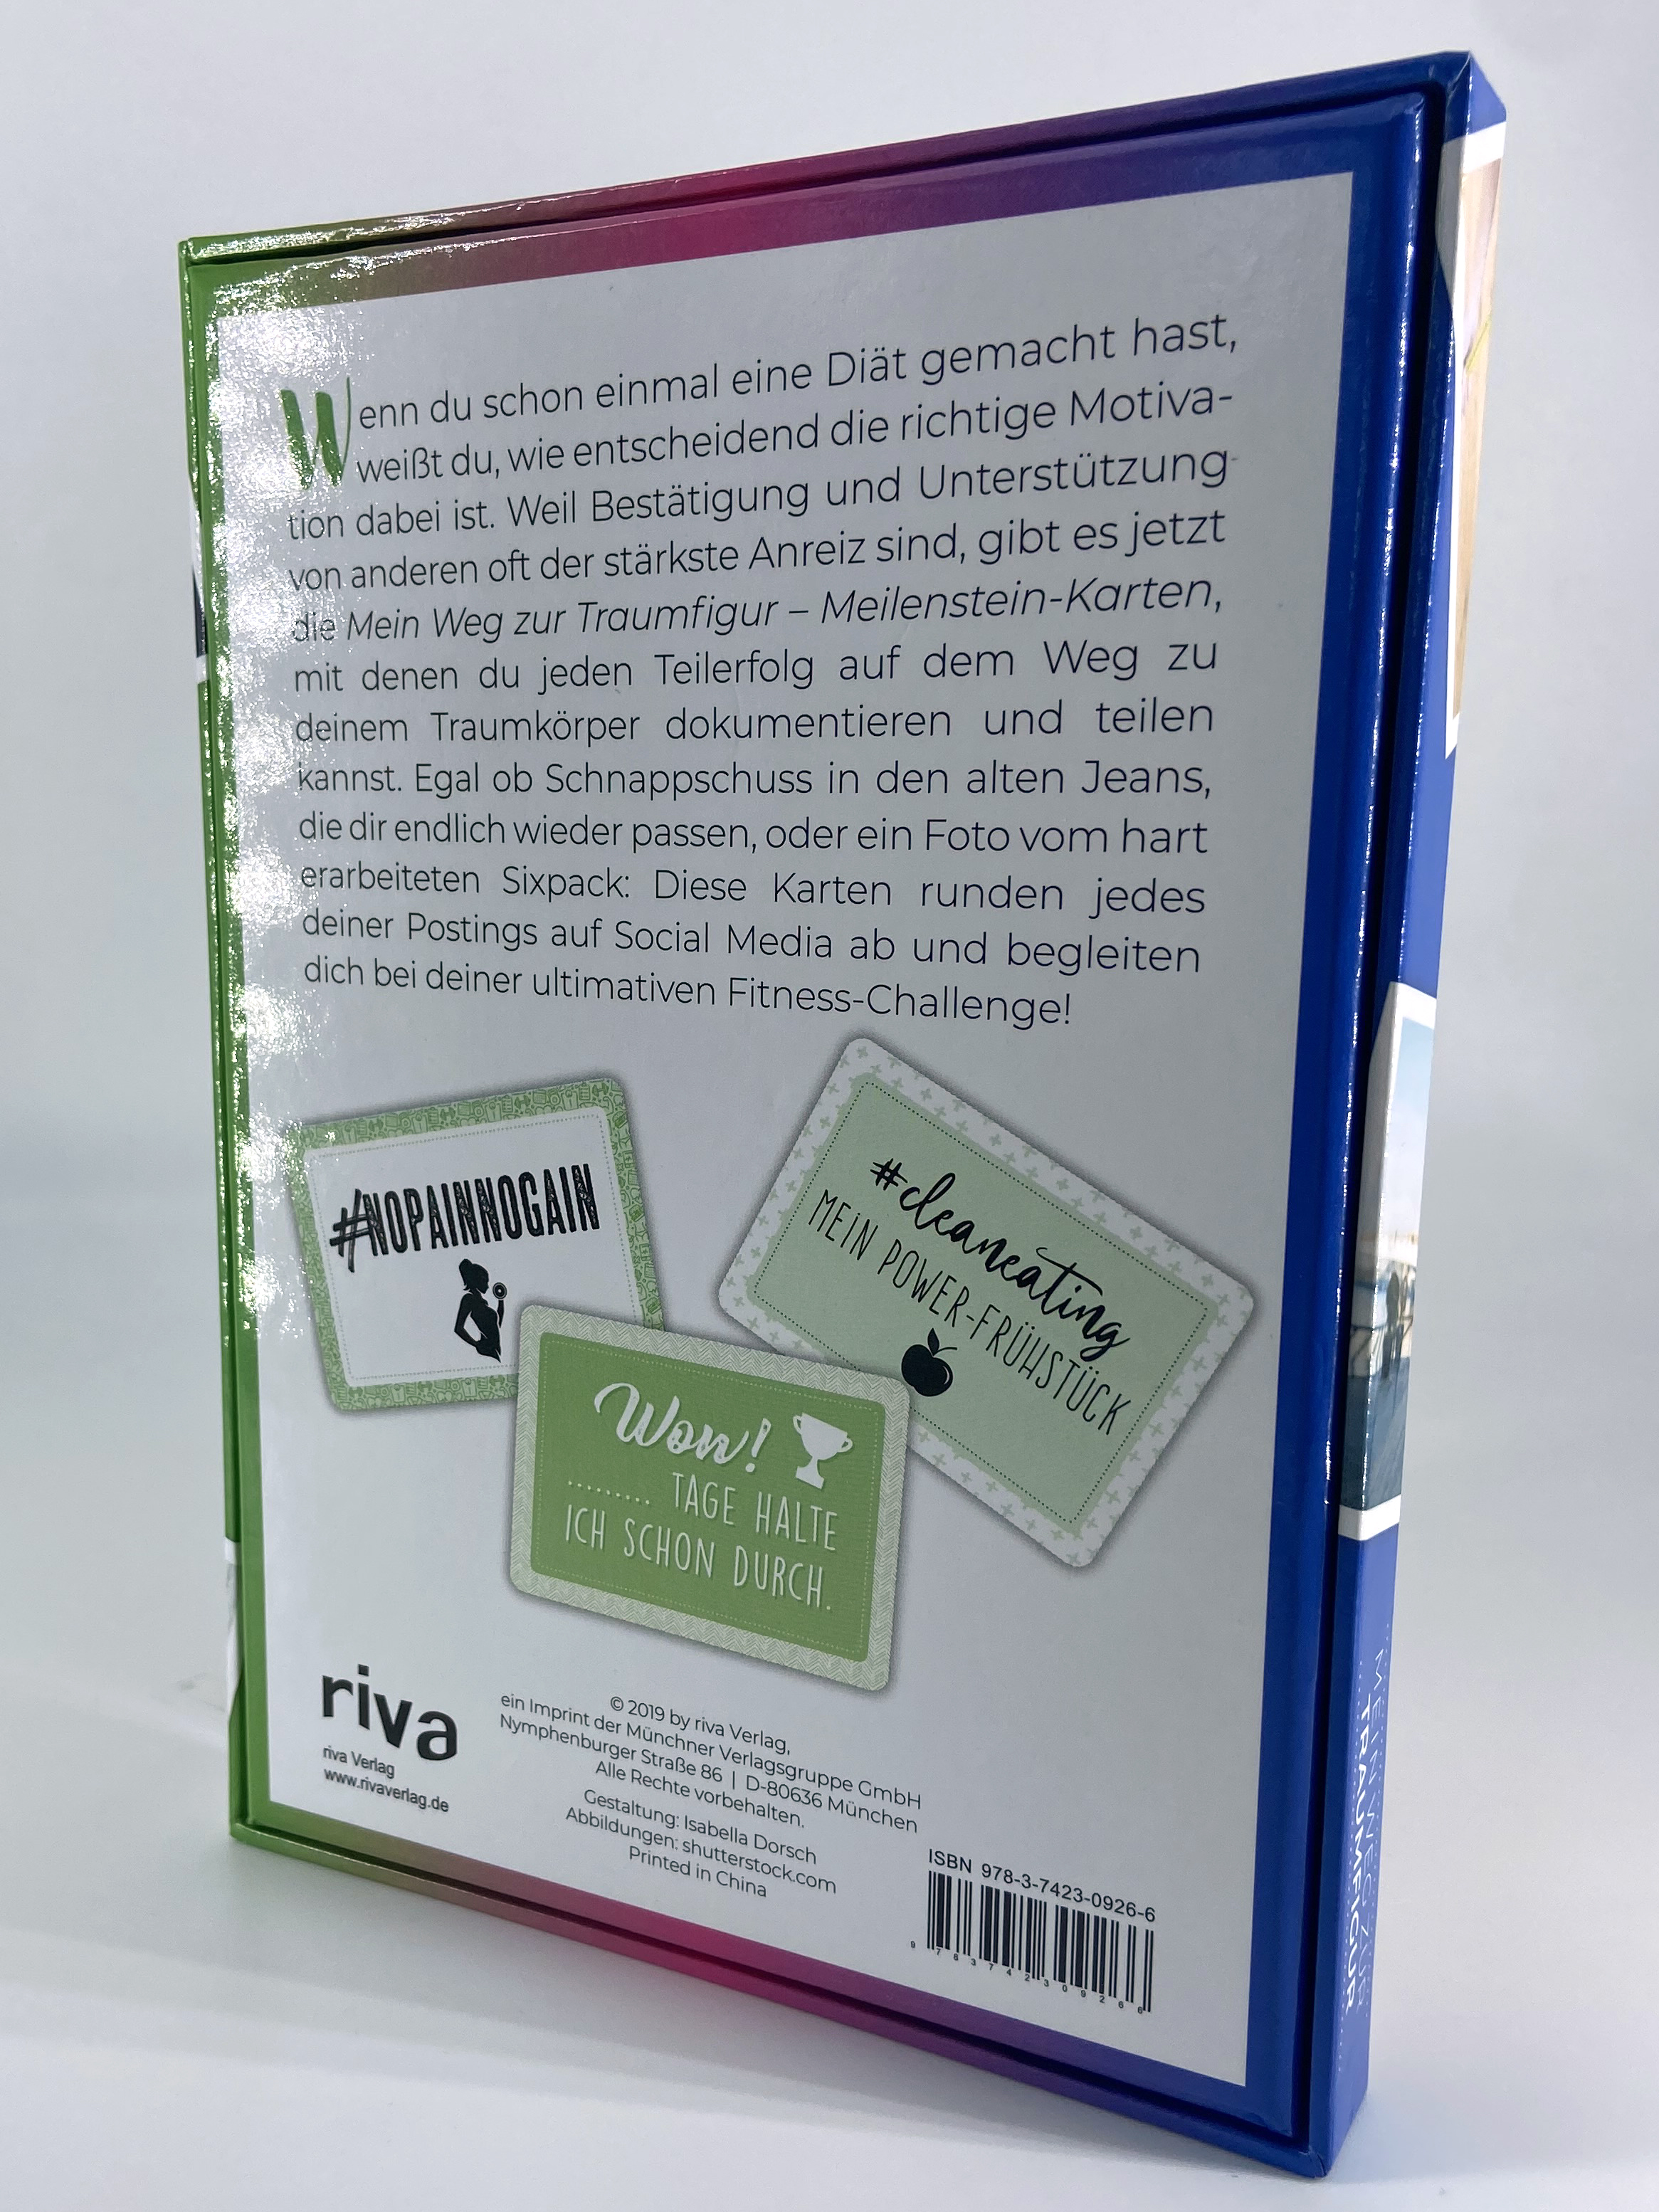 Wenn du schon einmal eine Diät gemacht hast,
weißt du, wie entscheidend die richtige Motiva-
tion dabei ist. Weil Bestätigung und Unterstützung
von anderen oft der stärkste Anreiz sind, gibt es jetzt
die Mein Weg zur Traumfigur – Meilenstein-Karten,
mit denen du jeden Teilerfolg auf dem Weg zu
deinem Traumkörper dokumentieren und teilen
kannst. Egal ob Schnappschuss in den alten Jeans,
die dir endlich wieder passen, oder ein Foto vom hart
erarbeiteten Sixpack: Diese Karten runden jedes
deiner Postings auf Social Media ab und begleiten
dich bei deiner ultimativen Fitness-Challenge!
#NOPAINNOGAIN
#cleaneating
MEIN POWER-FRÜHSTÜCK
Wow!
......... TAGE HALTE
ICH SCHON DURCH.
riva
riva Verlag
www.rivaverlag.de
© 2019 by riva Verlag,
ein Imprint der Münchner Verlagsgruppe GmbH
Nymphenburger Straße 86 | D-80636 München
Alle Rechte vorbehalten.
Gestaltung: Isabella Dorsch
Abbildungen: shutterstock.com
Printed in China
ISBN 978-3-7423-0926-6
9 783742 309266
MEIN WEG ZUR
TRAUMFIGUR